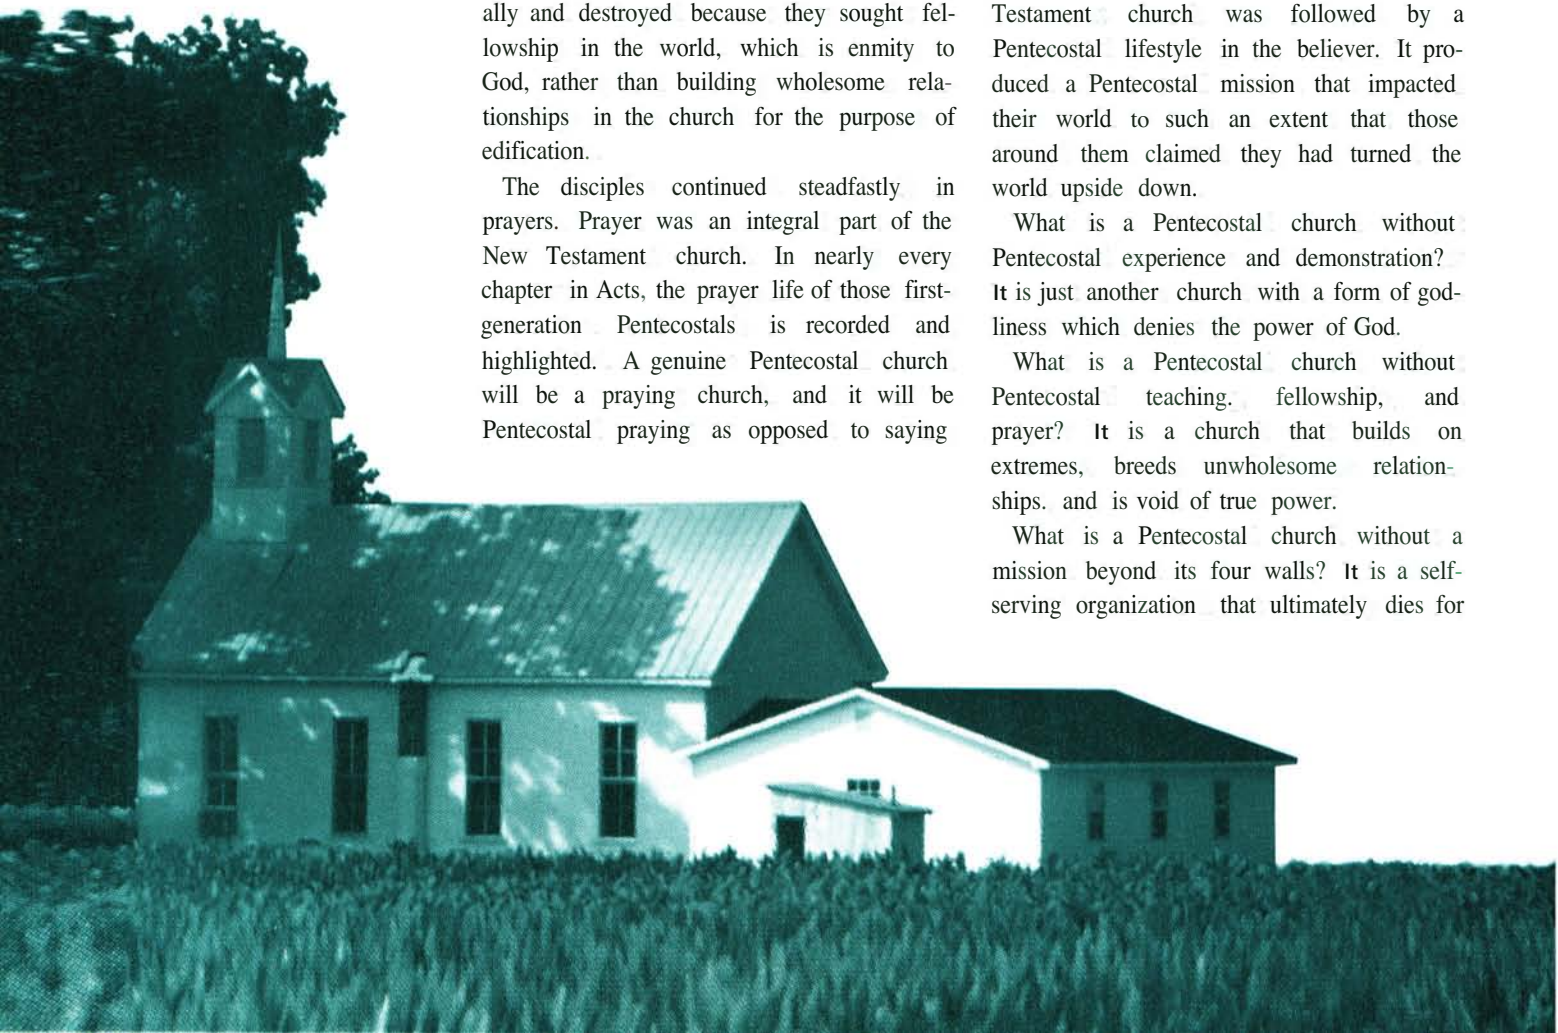 ally and destroyed because they sought fel-
lowship in the world, which is enmity to
God, rather than building wholesome rela-
tionships in the church for the purpose of
edification.
The disciples continued steadfastly in
prayers. Prayer was an integral part of the
New Testament church. In nearly every
chapter in Acts, the prayer life of those first-
generation Pentecostals is recorded and
highlighted. A genuine Pentecostal church
will be a praying church, and it will be
Pentecostal praying as opposed to saying
Testament church was followed by a
Pentecostal lifestyle in the believer. It pro-
duced a Pentecostal mission that impacted
their world to such an extent that those
around them claimed they had turned the
world upside down.
What is a Pentecostal church without
Pentecostal experience and demonstration?
It is just another church with a form of god-
liness which denies the power of God.
What is a Pentecostal church without
Pentecostal teaching. fellowship, and
prayer? It is a church that builds on
extremes, breeds unwholesome relation-
ships. and is void of true power.
What is a Pentecostal church without a
mission beyond its four walls? It is a self-
serving organization that ultimately dies for